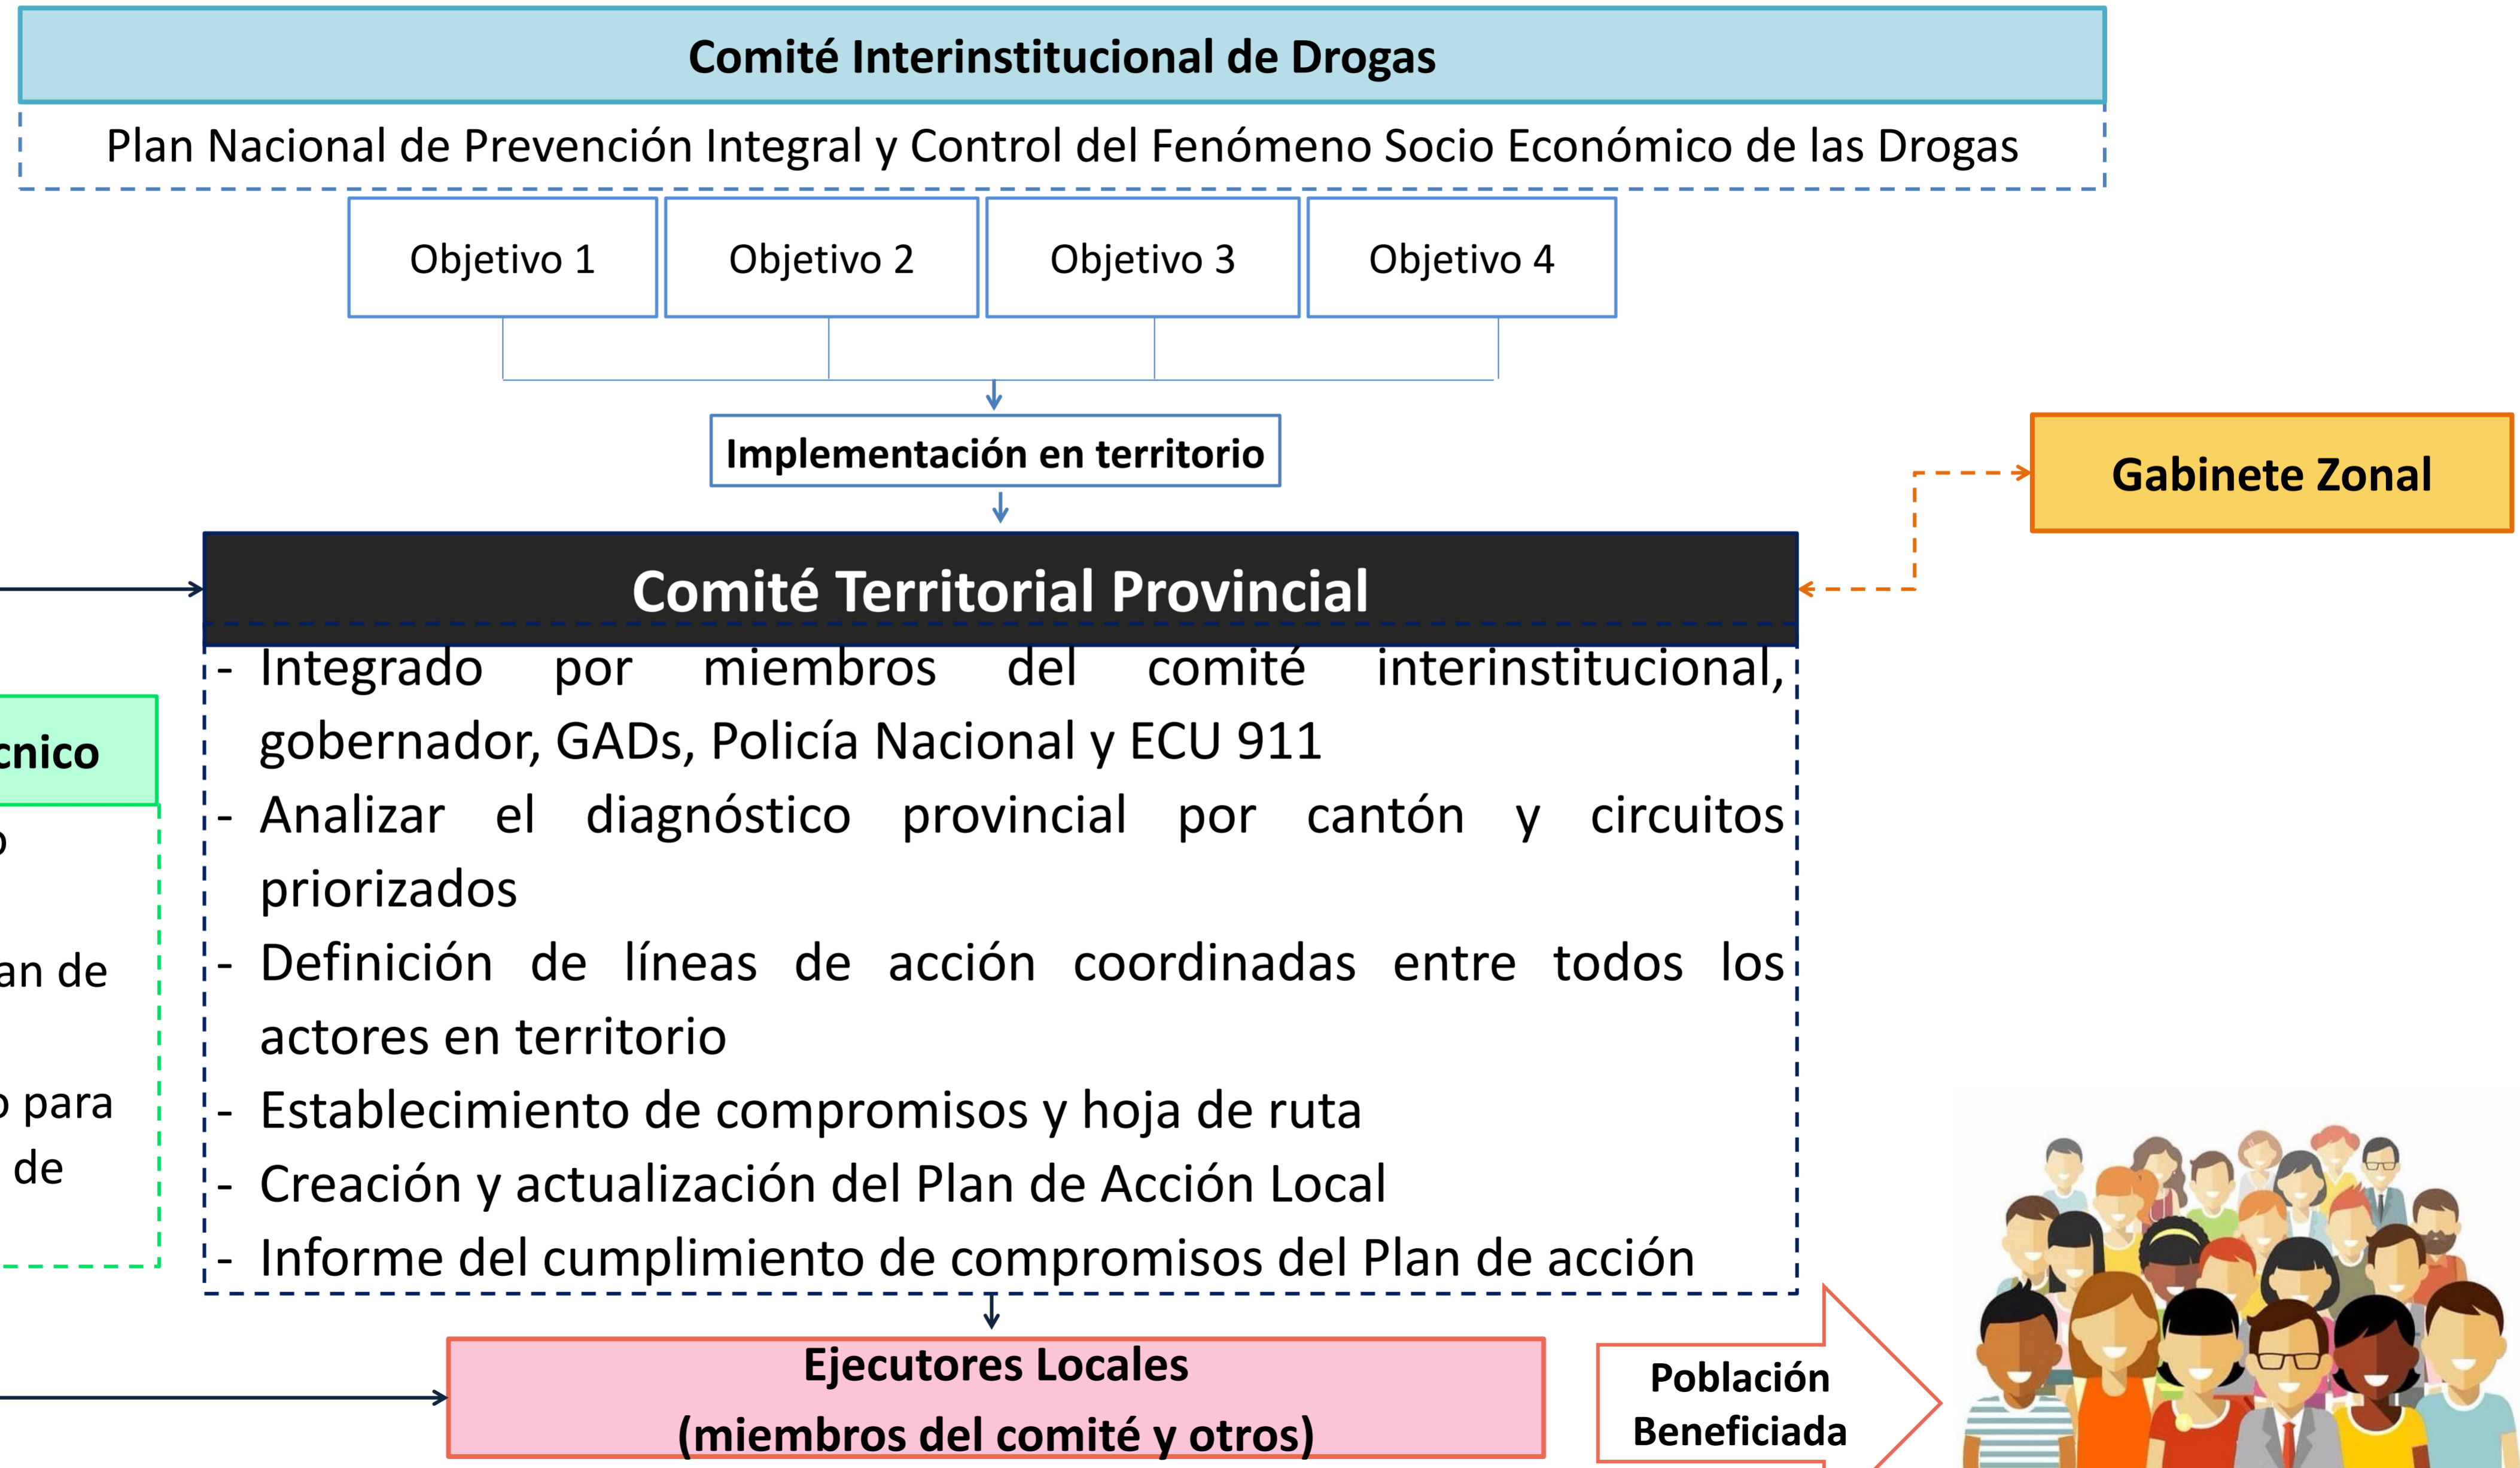 Comité Interinstitucional de Drogas
Plan Nacional de Prevención Integral y Control del Fenómeno Socio Económico de las Drogas
Objetivo 1
Objetivo 2
Objetivo 3
Objetivo 4
Implementación en territorio
Gabinete Zonal
Comité Territorial Provincial
- Integrado por miembros del comité interinstitucional,
gobernador, GADs, Policía Nacional y ECU 911
- Analizar el diagnóstico provincial por cantón y circuitos
priorizados
- Definición de líneas de acción coordinadas entre todos los
actores en territorio
- Establecimiento de compromisos y hoja de ruta
- Creación y actualización del Plan de Acción Local
- Informe del cumplimiento de compromisos del Plan de acción
de
para
de
Ejecutores Locales
(miembros del comité y otros)
Población
Beneficiada